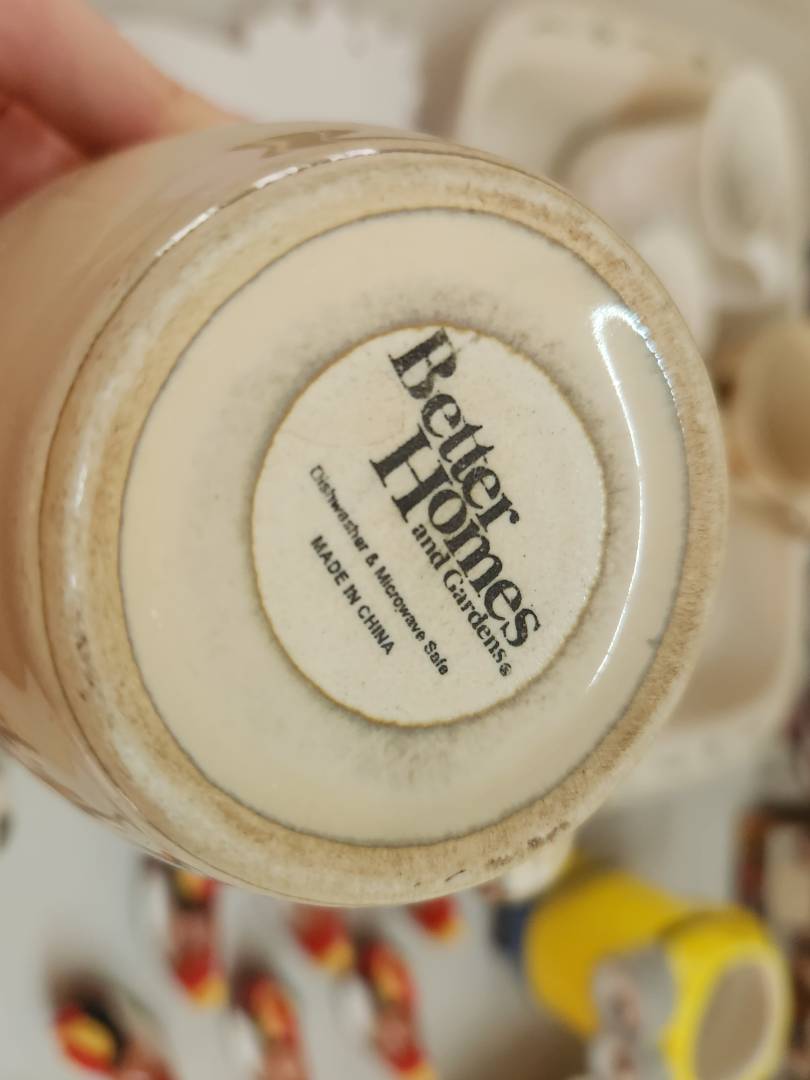 Better
Homes
and Gardens®
Dishwasher & Microwave Safe
MADE IN CHINA